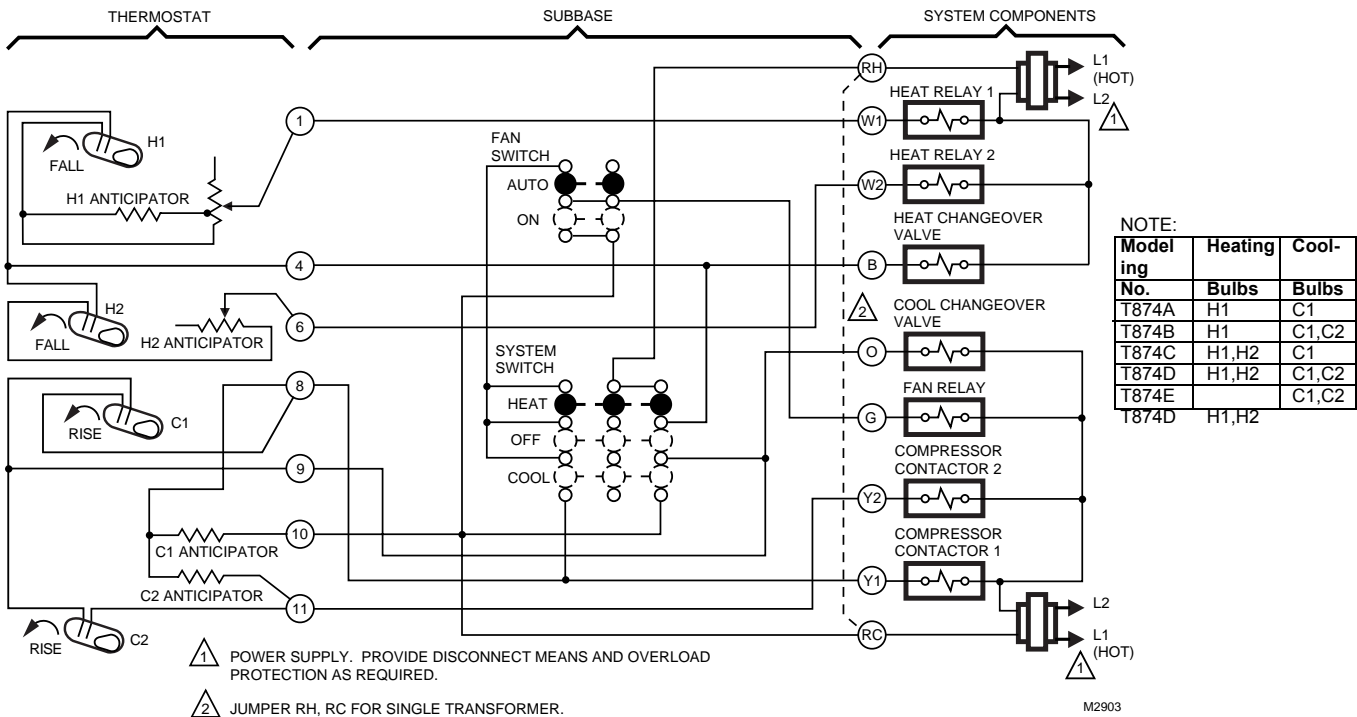 THERMOSTAT
SUBBASE
SYSTEM COMPONENTS
H1
FALL
H1 ANTICIPATOR
1
4
H2
FALL
H2 ANTICIPATOR
6
8
C1
RISE
9
10
C1 ANTICIPATOR
C2 ANTICIPATOR
11
RISE
C2
FAN
SWITCH
AUTO
ON
SYSTEM
SWITCH
HEAT
OFF
COOL
RH
L1
(HOT)
L2
1
HEAT RELAY 1
W1
HEAT RELAY 2
W2
HEAT CHANGEOVER
VALVE
B
2
COOL CHANGEOVER
VALVE
O
FAN RELAY
G
COMPRESSOR
CONTACTOR 2
Y2
COMPRESSOR
CONTACTOR 1
Y1
RC
L2
L1
(HOT)
1
NOTE:
Model Heating Cool-
ing
No. Bulbs Bulbs
T874A H1 C1
T874B H1 C1,C2
T874C H1,H2 C1
T874D H1,H2 C1,C2
T874E C1,C2
T874D H1,H2
1 POWER SUPPLY. PROVIDE DISCONNECT MEANS AND OVERLOAD
PROTECTION AS REQUIRED.
2 JUMPER RH, RC FOR SINGLE TRANSFORMER.
M2903